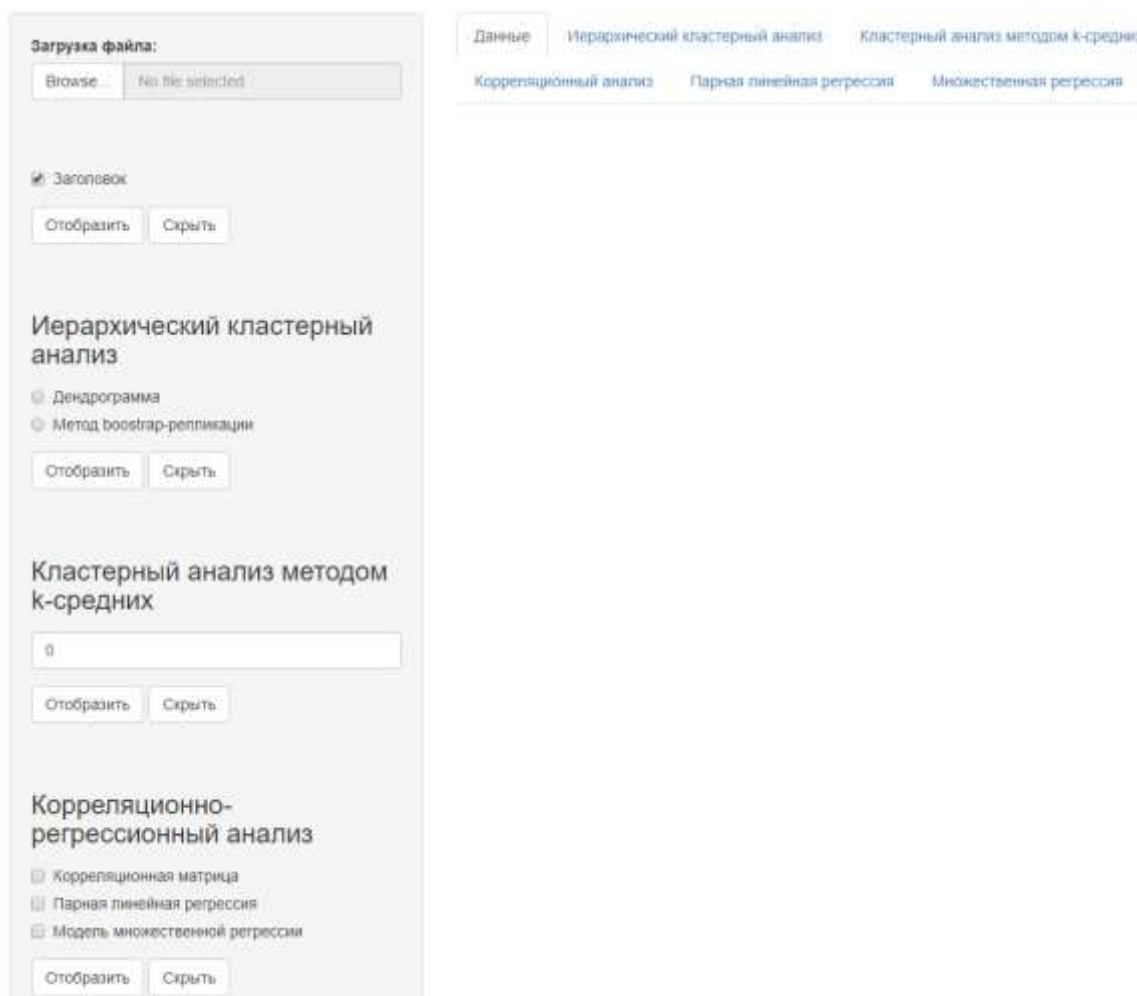 Загрузка файла:
Browse... No file selected
Заголовок
Отобразить Скрыть
Иерархический кластерный
анализ
Дендрограмма
Метод boostrap-репликации
Отобразить Скрыть
Кластерный анализ методом
k-средних
0
Отобразить Скрыть
Корреляционно-
регрессионный анализ
Корреляционная матрица
Парная линейная регрессия
Модель множественной регрессии
Отобразить Скрыть
Данные Иерархический кластерный анализ Кластерный анализ методом k-средни
Корреляционный анализ Парная линейная регрессия Множественная регрессия